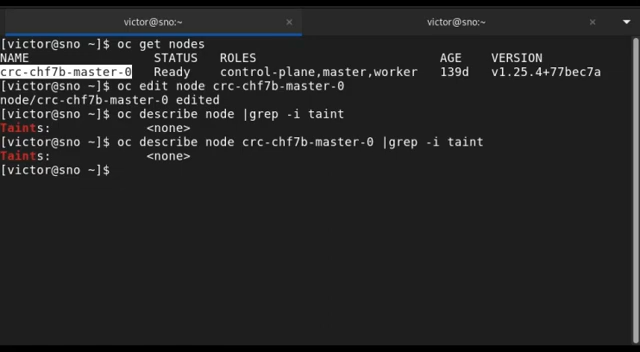 victor@sno:~ × victor@sno:~ ×
[victor@sno ~]$ oc get nodes
NAME STATUS ROLES AGE VERSION
crc-chf7b-master-0 Ready control-plane,master,worker 139d v1.25.4+77bec7a
[victor@sno ~]$ oc edit node crc-chf7b-master-0
node/crc-chf7b-master-0 edited
[victor@sno ~]$ oc describe node |grep -i taint
Taints: <none>
[victor@sno ~]$ oc describe node crc-chf7b-master-0 |grep -i taint
Taints: <none>
[victor@sno ~]$